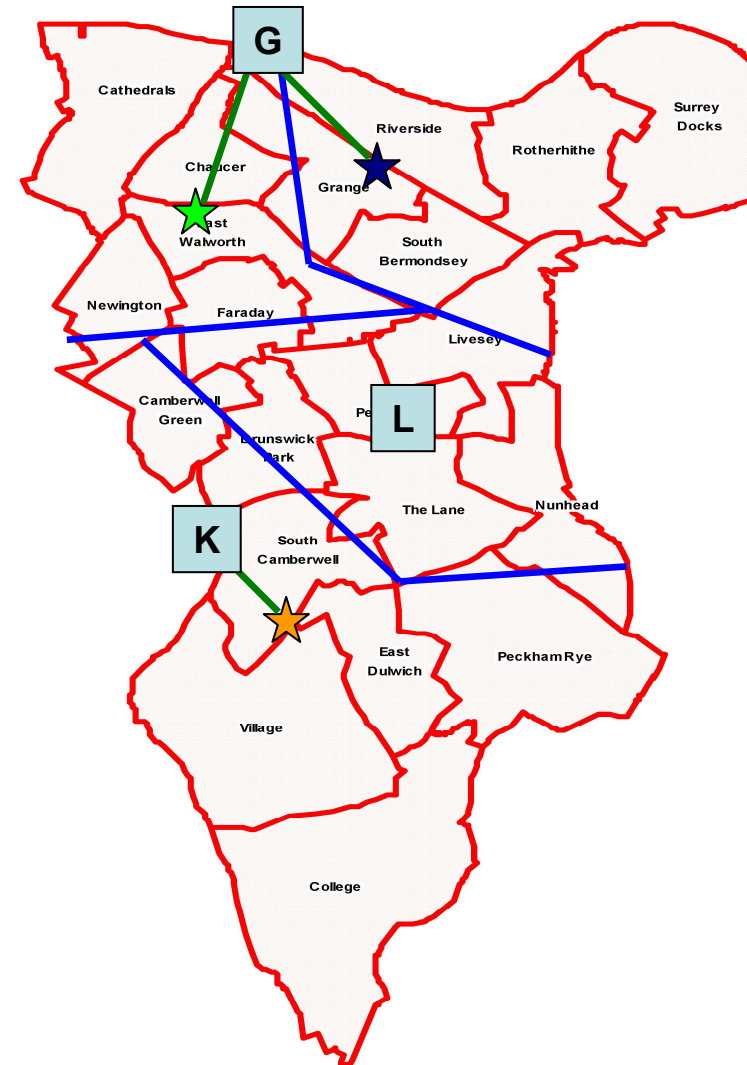 G
Cathedrals
Surrey
Docks
Riverside
Rotherhithe
Chaucer
Grange
East
Walworth
South
Bermondsey
Newington
Faraday
Livesey
Camberwell
Green
L
Brunswick
Park
The Lane
Nunhead
K
South
Camberwell
East
Dulwich
Peckham Rye
Village
College